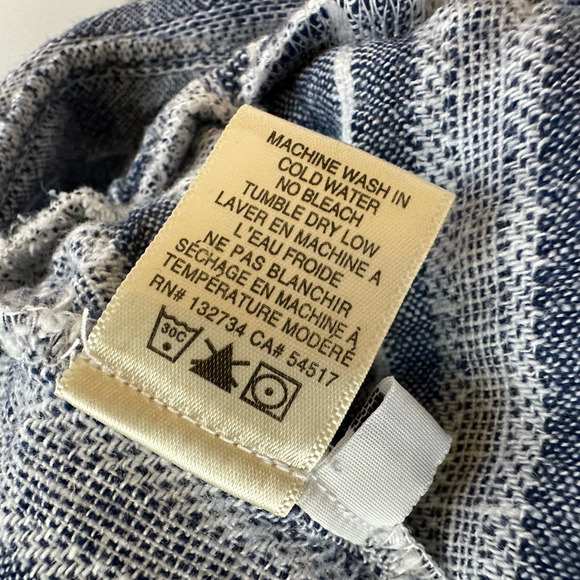 MACHINE WASH IN
COLD WATER
NO BLEACH
TUMBLE DRY LOW
LAVER EN MACHINE A
L'EAU FROIDE
NE PAS BLANCHIR
SÉCHAGE EN MACHINE À
TEMPÉRATURE MODÉRÉ
RN# 132734 CA# 54517
30C